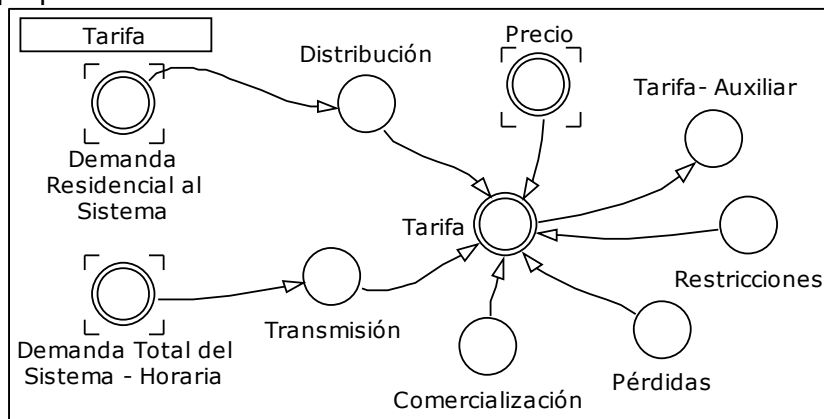 Tarifa
Precio
Distribución
Tarifa- Auxiliar
Demanda
Residencial al
Sistema
Tarifa
Restricciones
Transmisión
Demanda Total del
Sistema - Horaria
Pérdidas
Comercialización